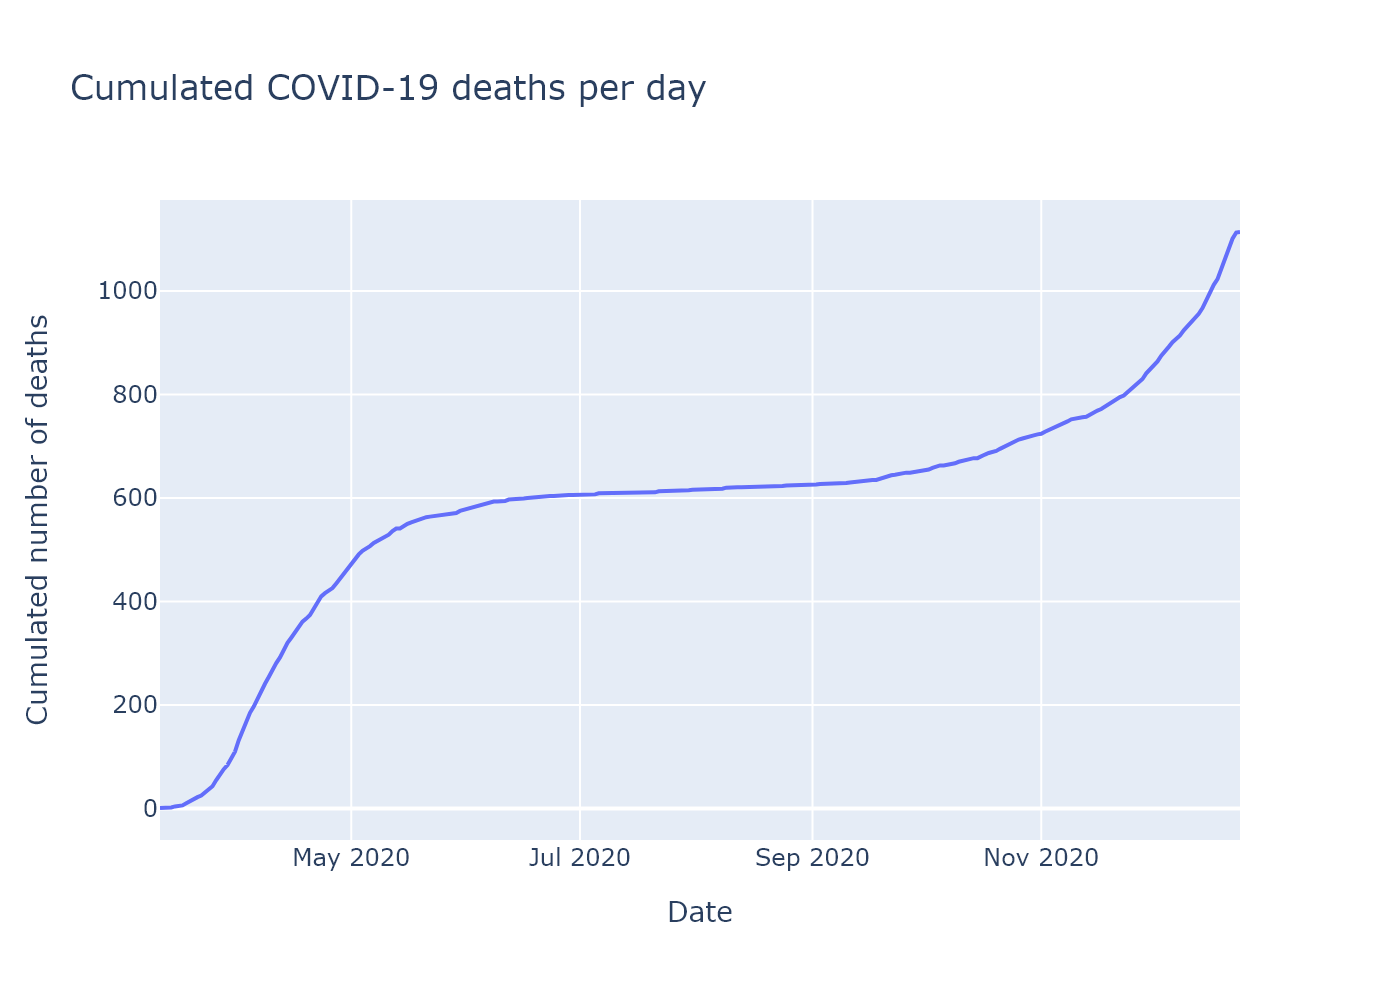 Cumulated COVID-19 deaths per day
Cumulated number of deaths
1000
800
600
400
200
0
May 2020
Jul 2020
Sep 2020
Nov 2020
Date